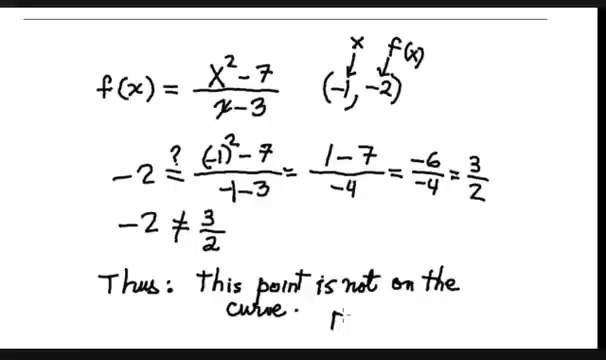 x f(x)
f(x) = (x² - 7)/(x - 3) (-1, -2)
-2 ?= ((-1)² - 7)/(-1 - 3) = (1 - 7)/(-4) = (-6)/(-4) = 3/2
-2 ≠ 3/2
Thus: This point is not on the
curve.